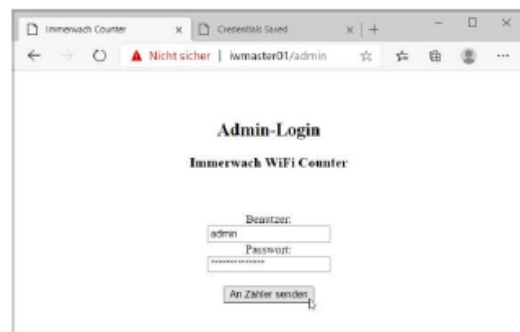 Immerwach Counter
Credentials Saved
Nicht sicher | iwmaster01/admin
Admin-Login
Immerwach WiFi Counter
Benutzer:
admin
Passwort:
**************
An Zähler senden